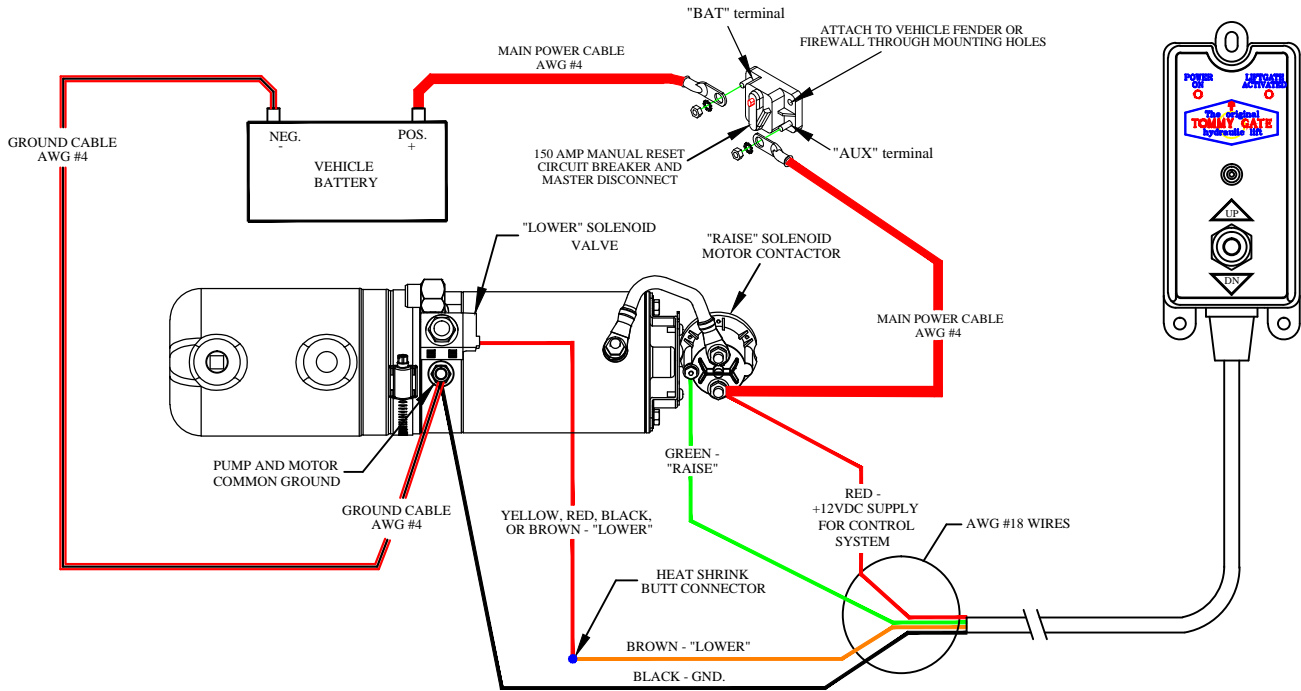 "BAT" terminal
ATTACH TO VEHICLE FENDER OR
FIREWALL THROUGH MOUNTING HOLES
MAIN POWER CABLE
AWG #4
POWER
ON
LIFTGATE
ACTIVATED
The original
TOMMY GATE
hydraulic lift
GROUND CABLE
AWG #4
NEG.
-
POS.
+
VEHICLE
BATTERY
150 AMP MANUAL RESET
CIRCUIT BREAKER AND
MASTER DISCONNECT
"AUX" terminal
UP
DN
"LOWER" SOLENOID
VALVE
"RAISE" SOLENOID
MOTOR CONTACTOR
MAIN POWER CABLE
AWG #4
PUMP AND MOTOR
COMMON GROUND
GROUND CABLE
AWG #4
YELLOW, RED, BLACK,
OR BROWN - "LOWER"
GREEN -
"RAISE"
RED -
+12VDC SUPPLY
FOR CONTROL
SYSTEM
AWG #18 WIRES
HEAT SHRINK
BUTT CONNECTOR
BROWN - "LOWER"
BLACK - GND.